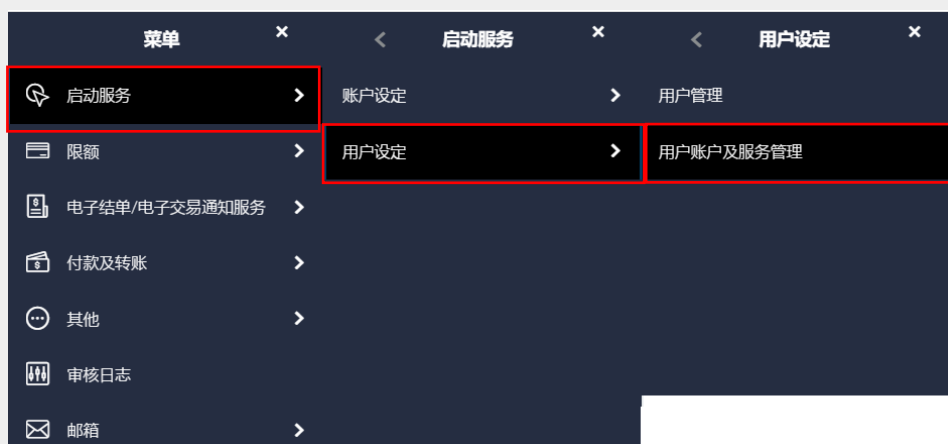 菜单
启动服务
限额
电子结单/电子交易通知服务
付款及转账
其他
审核日志
邮箱
启动服务
账户设定
用户设定
用户设定
用户管理
用户账户及服务管理